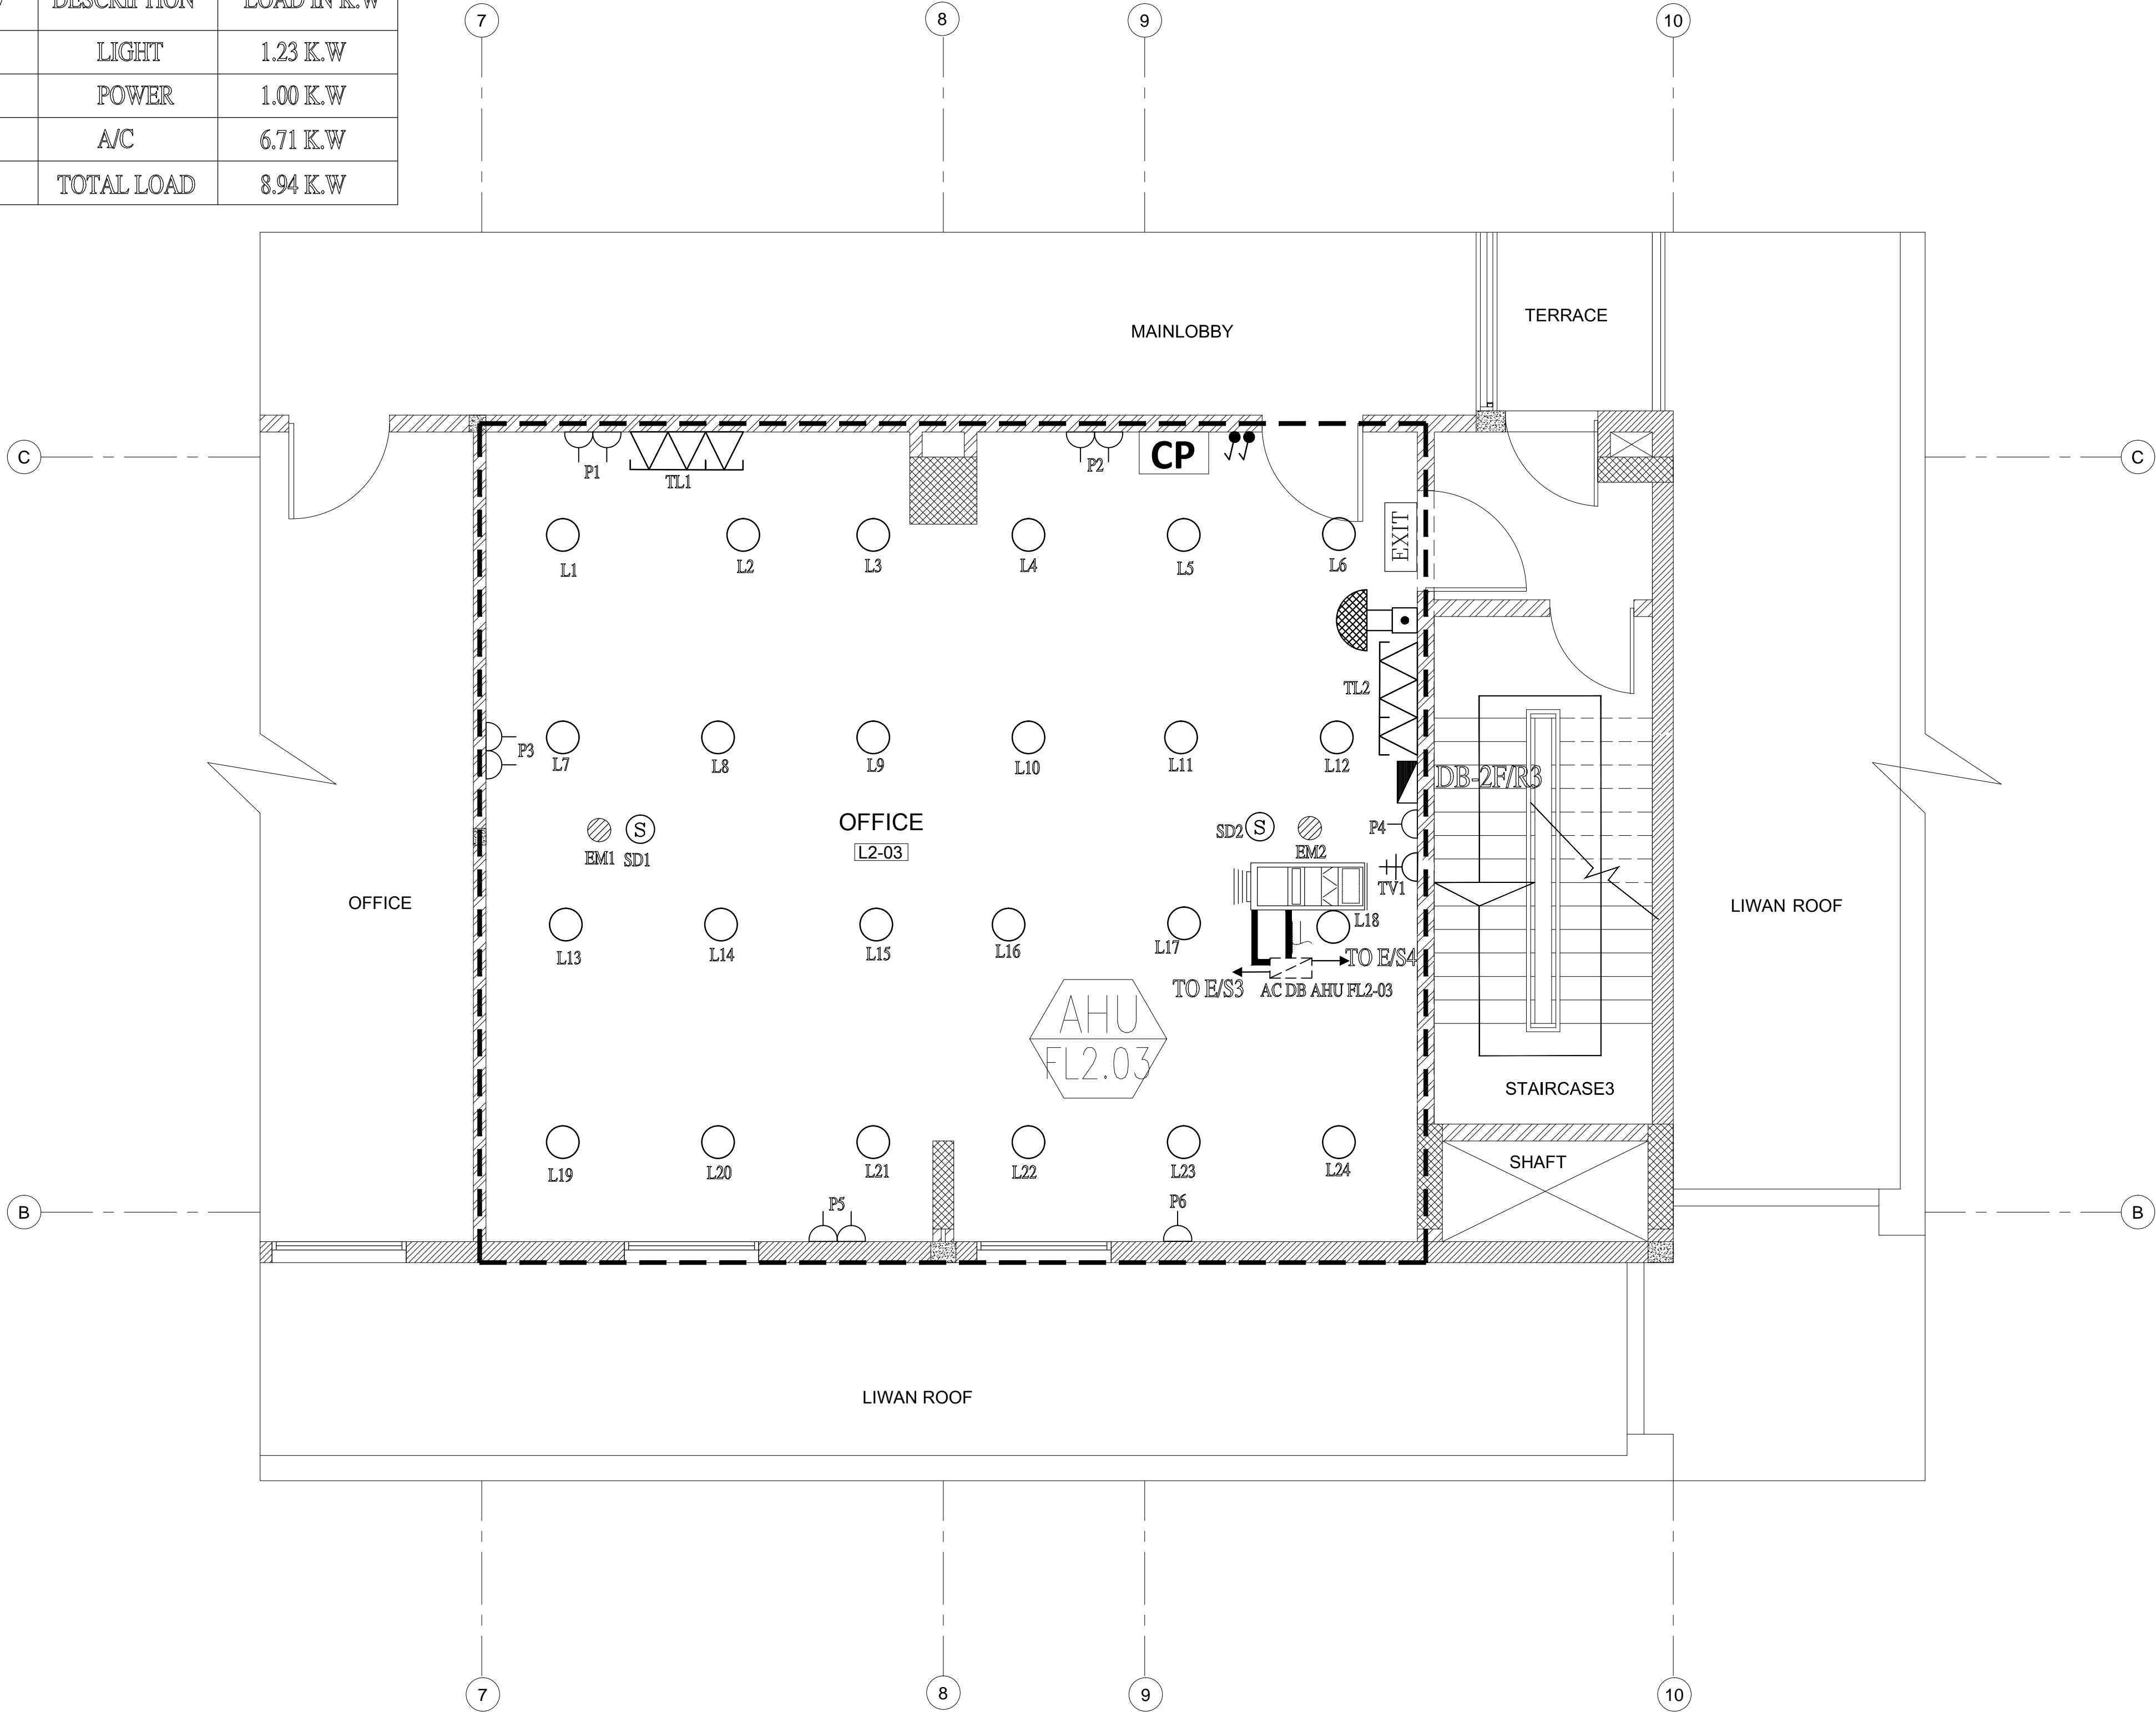 DESCRIPTION LOAD IN K.W
LIGHT 1.23 K.W
POWER 1.00 K.W
A/C 6.71 K.W
TOTAL LOAD 8.94 K.W
7 8 9 10
MAINLOBBY
TERRACE
C C
P1
TL1
P2
CP
EXIT
L1 L2 L3 L4 L5 L6
TL2
P3
L7 L8 L9 L10 L11 L12
DB-2F/R3
OFFICE
L2-03
EM1 S SD1
SD2 S EM2
P4
TV1
OFFICE
LIWAN ROOF
L13 L14 L15 L16 L17 L18
TO E/S4
TO E/S3
AC DB AHU FL2-03
AHU
FL2.03
STAIRCASE3
SHAFT
L19 L20 L21 L22 L23 L24
P5
P6
B B
LIWAN ROOF
7 8 9 10